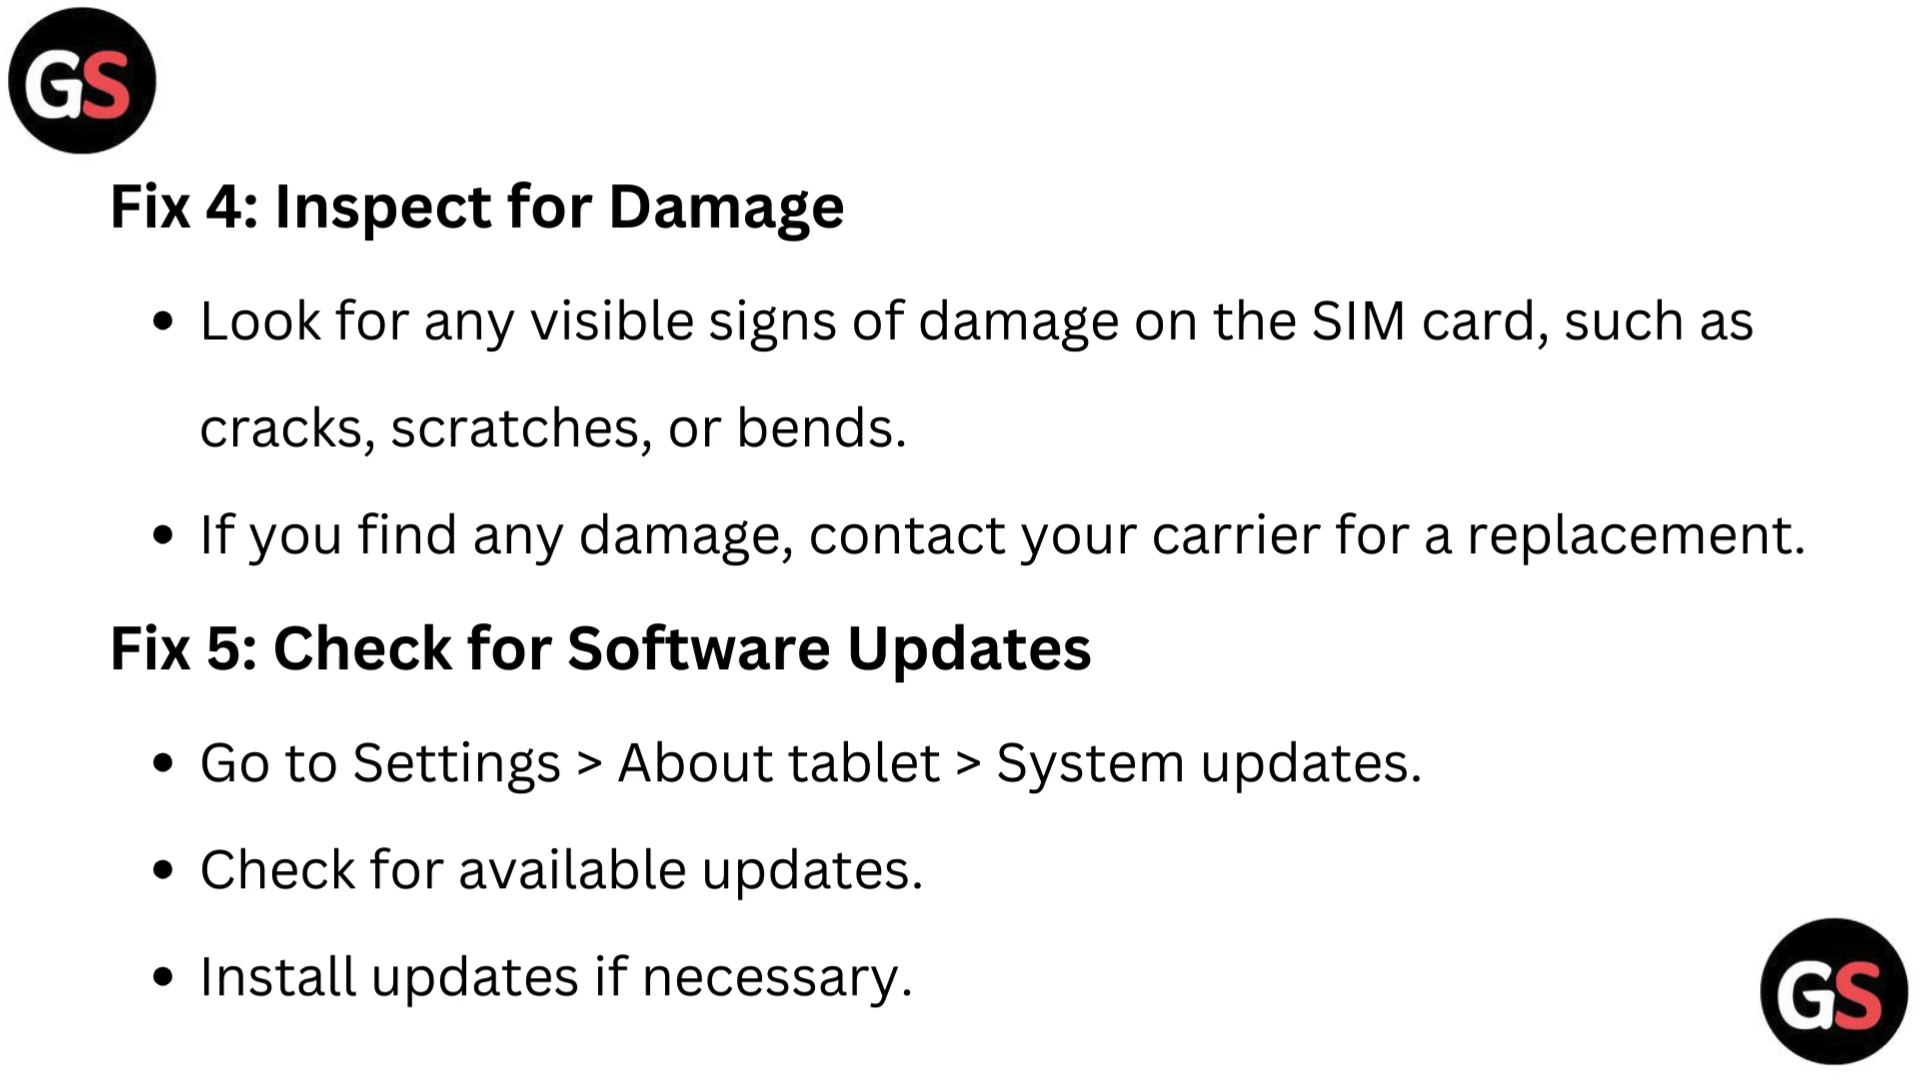 GS
Fix 4: Inspect for Damage
• Look for any visible signs of damage on the SIM card, such as
cracks, scratches, or bends.
• If you find any damage, contact your carrier for a replacement.
Fix 5: Check for Software Updates
• Go to Settings > About tablet > System updates.
• Check for available updates.
• Install updates if necessary.
GS